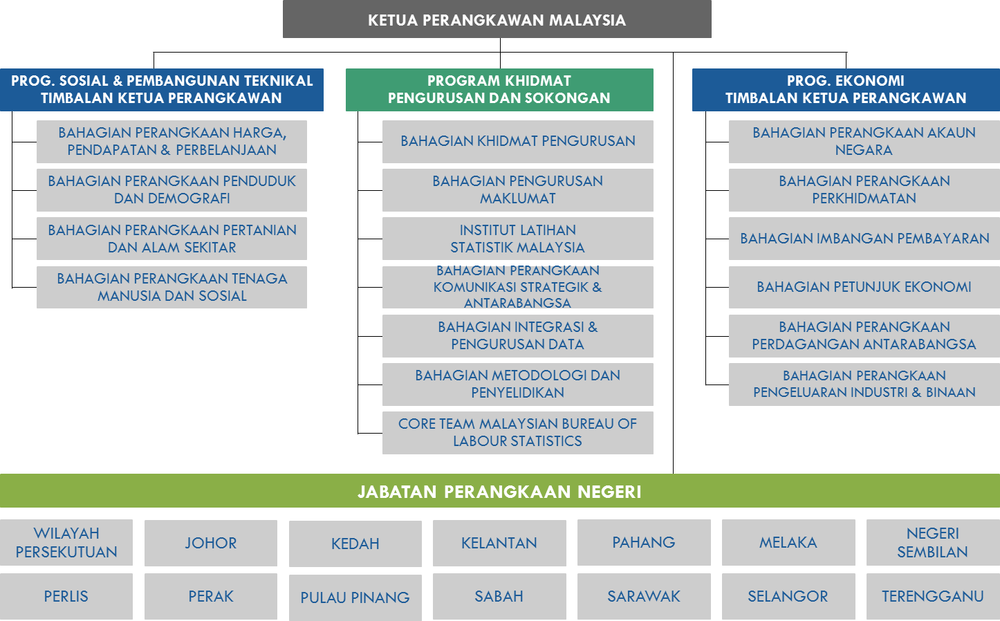 KETUA PERANGKAWAN MALAYSIA
PROG. SOSIAL & PEMBANGUNAN TEKNIKAL
TIMBALAN KETUA PERANGKAWAN
BAHAGIAN PERANGKAAN HARGA,
PENDAPATAN & PERBELANJAAN
BAHAGIAN PERANGKAAN PENDUDUK
DAN DEMOGRAFI
BAHAGIAN PERANGKAAN PERTANIAN
DAN ALAM SEKITAR
BAHAGIAN PERANGKAAN TENAGA
MANUSIA DAN SOSIAL
PROGRAM KHIDMAT
PENGURUSAN DAN SOKONGAN
BAHAGIAN KHIDMAT PENGURUSAN
BAHAGIAN PENGURUSAN
MAKLUMAT
INSTITUT LATIHAN
STATISTIK MALAYSIA
BAHAGIAN PERANGKAAN
KOMUNIKASI STRATEGIK &
ANTARABANGSA
BAHAGIAN INTEGRASI &
PENGURUSAN DATA
BAHAGIAN METODOLOGI DAN
PENYELIDIKAN
CORE TEAM MALAYSIAN BUREAU OF
LABOUR STATISTICS
PROG. EKONOMI
TIMBALAN KETUA PERANGKAWAN
BAHAGIAN PERANGKAAN AKAUN
NEGARA
BAHAGIAN PERANGKAAN
PERKHIDMATAN
BAHAGIAN IMBANGAN PEMBAYARAN
BAHAGIAN PETUNJUK EKONOMI
BAHAGIAN PERANGKAAN
PERDAGANGAN ANTARABANGSA
BAHAGIAN PERANGKAAN
PENGELUARAN INDUSTRI & BINAAN
JABATAN PERANGKAAN NEGERI
WILAYAH
PERSEKUTUAN
JOHOR
KEDAH
KELANTAN
PAHANG
MELAKA
NEGERI
SEMBILAN
PERLIS
PERAK
PULAU PINANG
SABAH
SARAWAK
SELANGOR
TERENGGANU